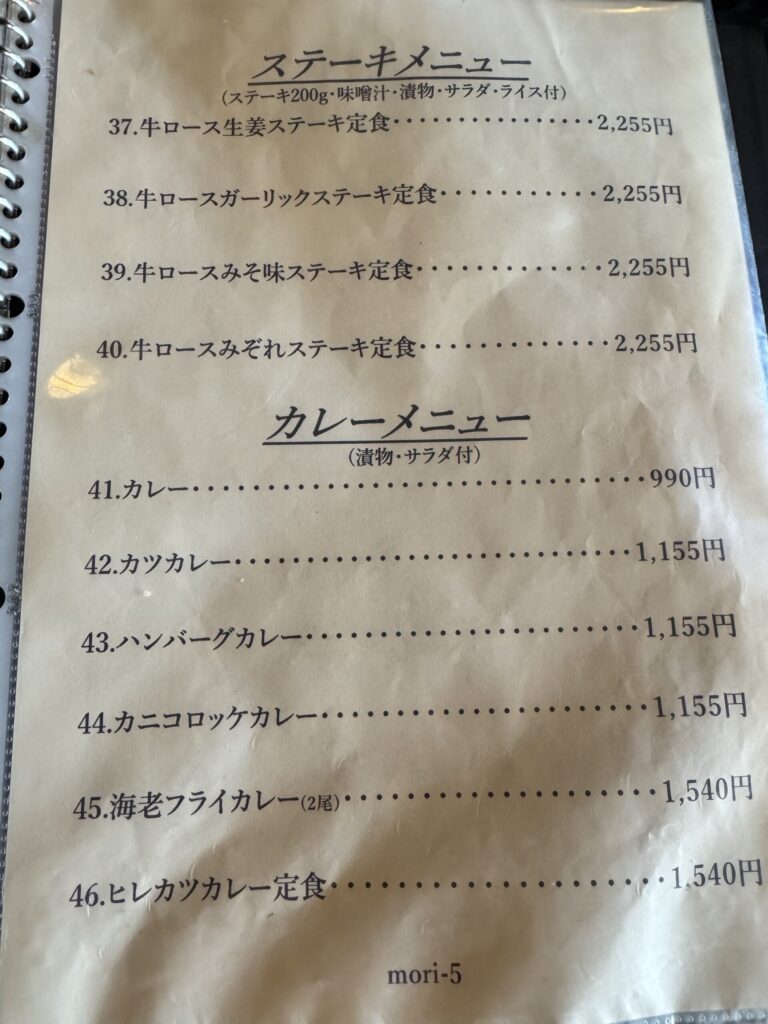 ステーキメニュー
(ステーキ200g・味噌汁・漬物・サラダ・ライス付)
37.牛ロース生姜ステーキ定食・・・・・・・・・・・・・・・・2,255円
38.牛ロースガーリックステーキ定食・・・・・・・・・・・・2,255円
39.牛ロースみそ味ステーキ定食・・・・・・・・・・・・・2,255円
40.牛ロースみぞれステーキ定食・・・・・・・・・・・・・2,255円
カレーメニュー
(漬物・サラダ付)
41.カレー・・・・・・・・・・・・・・・・・・・・・・・・・・・・・・・990円
42.カツカレー・・・・・・・・・・・・・・・・・・・・・・・・・・・1,155円
43.ハンバーグカレー・・・・・・・・・・・・・・・・・・・・・・1,155円
44.カニコロッケカレー・・・・・・・・・・・・・・・・・・・・・1,155円
45.海老フライカレー(2尾)・・・・・・・・・・・・・・・・・・・・1,540円
46.ヒレカツカレー定食・・・・・・・・・・・・・・・・・・・・・1,540円
mori-5